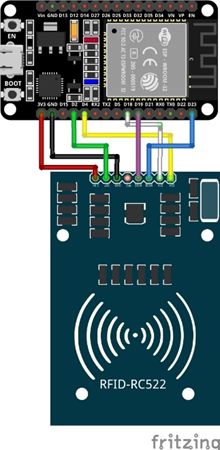 Vin GND D13 D12 D14 D27 D26 D25 D33 D32 D35 D34 VN VP EN
EN
BOOT
3V3 GND D15 D2 D4 RX2 TX2 D5 D18 D19 D21 RX0 TX0 D22 D23
RFID-RC522
fritzing